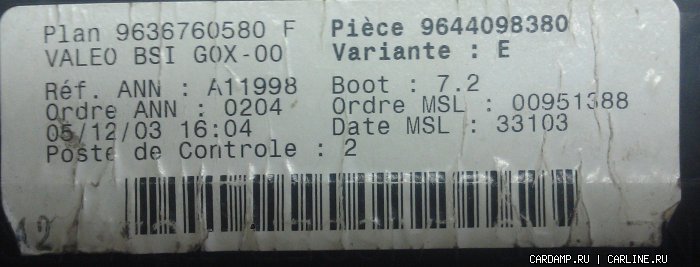 Plan 9636760580 F Pièce 9644098380
VALEO BSI G0X-00 Variante : E
Réf. ANN : A11998 Boot : 7.2
Ordre ANN : 0204 Ordre MSL : 00951388
05/12/03 16:04 Date MSL : 33103
Poste de Controle : 2
42
CARDAMP.RU | CARLINE.RU